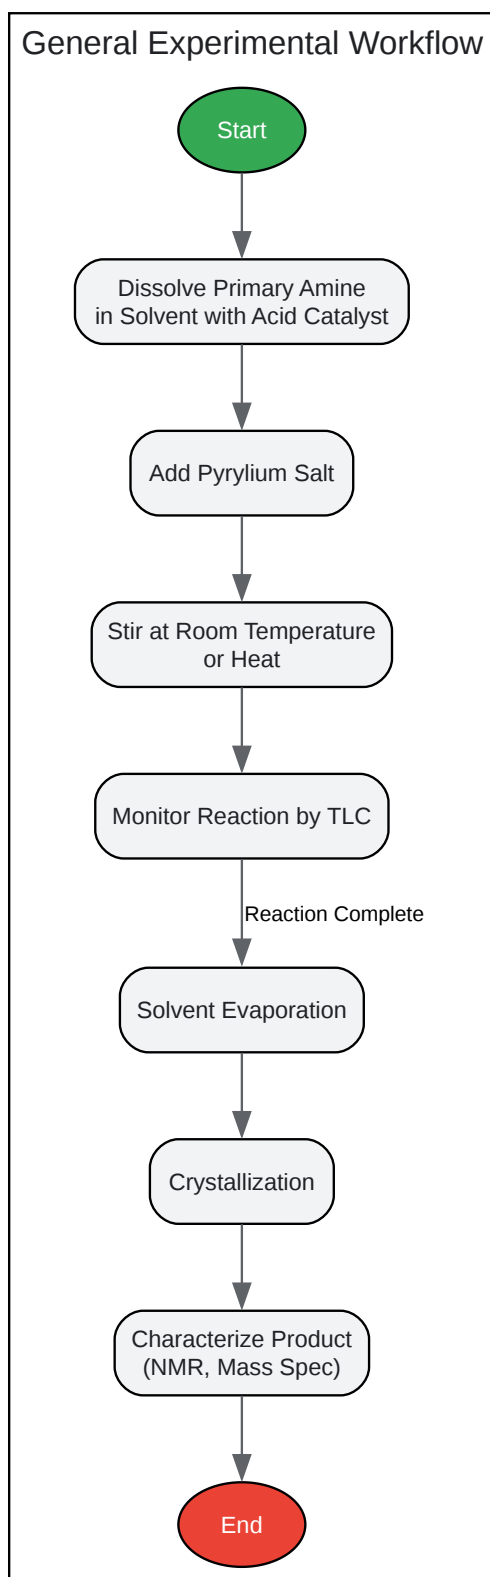 General Experimental Workflow
Start
Dissolve Primary Amine
in Solvent with Acid Catalyst
Add Pyrylium Salt
Stir at Room Temperature
or Heat
Monitor Reaction by TLC
Reaction Complete
Solvent Evaporation
Crystallization
Characterize Product
(NMR, Mass Spec)
End